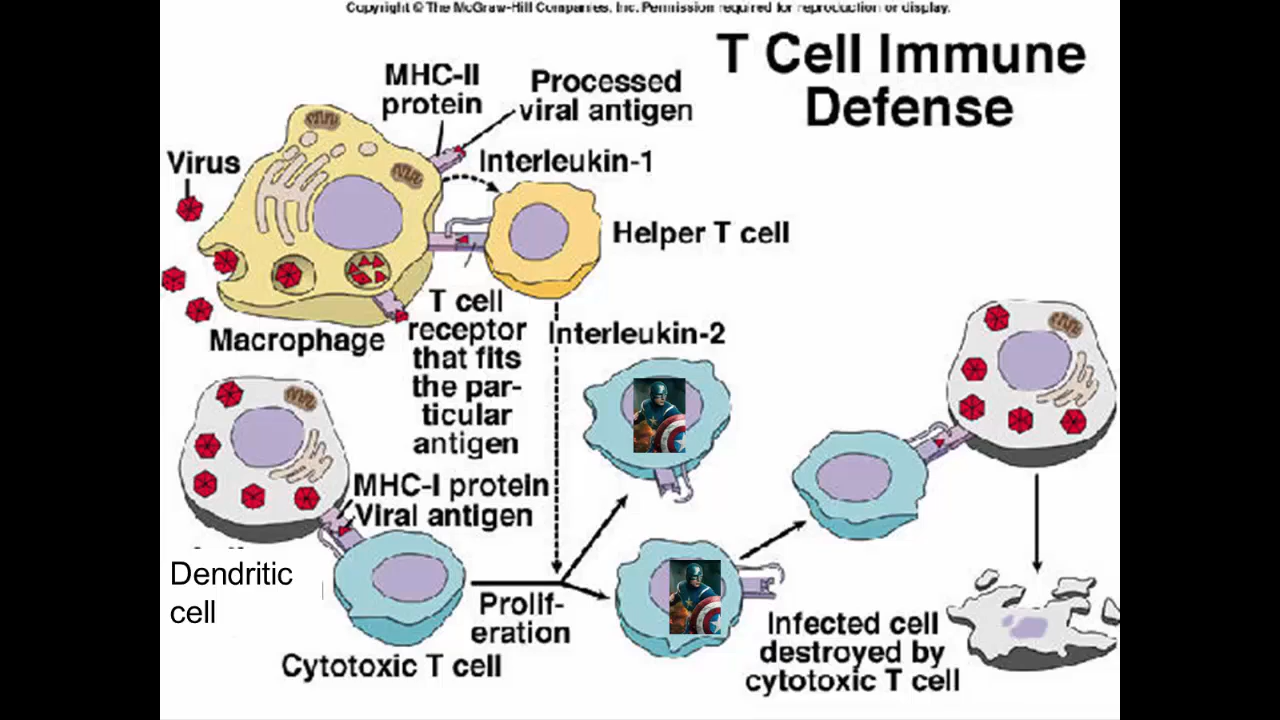 Copyright © The McGraw-Hill Companies, Inc. Permission required for reproduction or display.
T Cell Immune
Defense
MHC-II
protein
Processed
viral antigen
Virus
Interleukin-1
Helper T cell
Macrophage
T cell
receptor
that fits
the par-
ticular
antigen
Interleukin-2
MHC-I protein
Viral antigen
Dendritic
cell
Prolif-
eration
Cytotoxic T cell
Infected cell
destroyed by
cytotoxic T cell